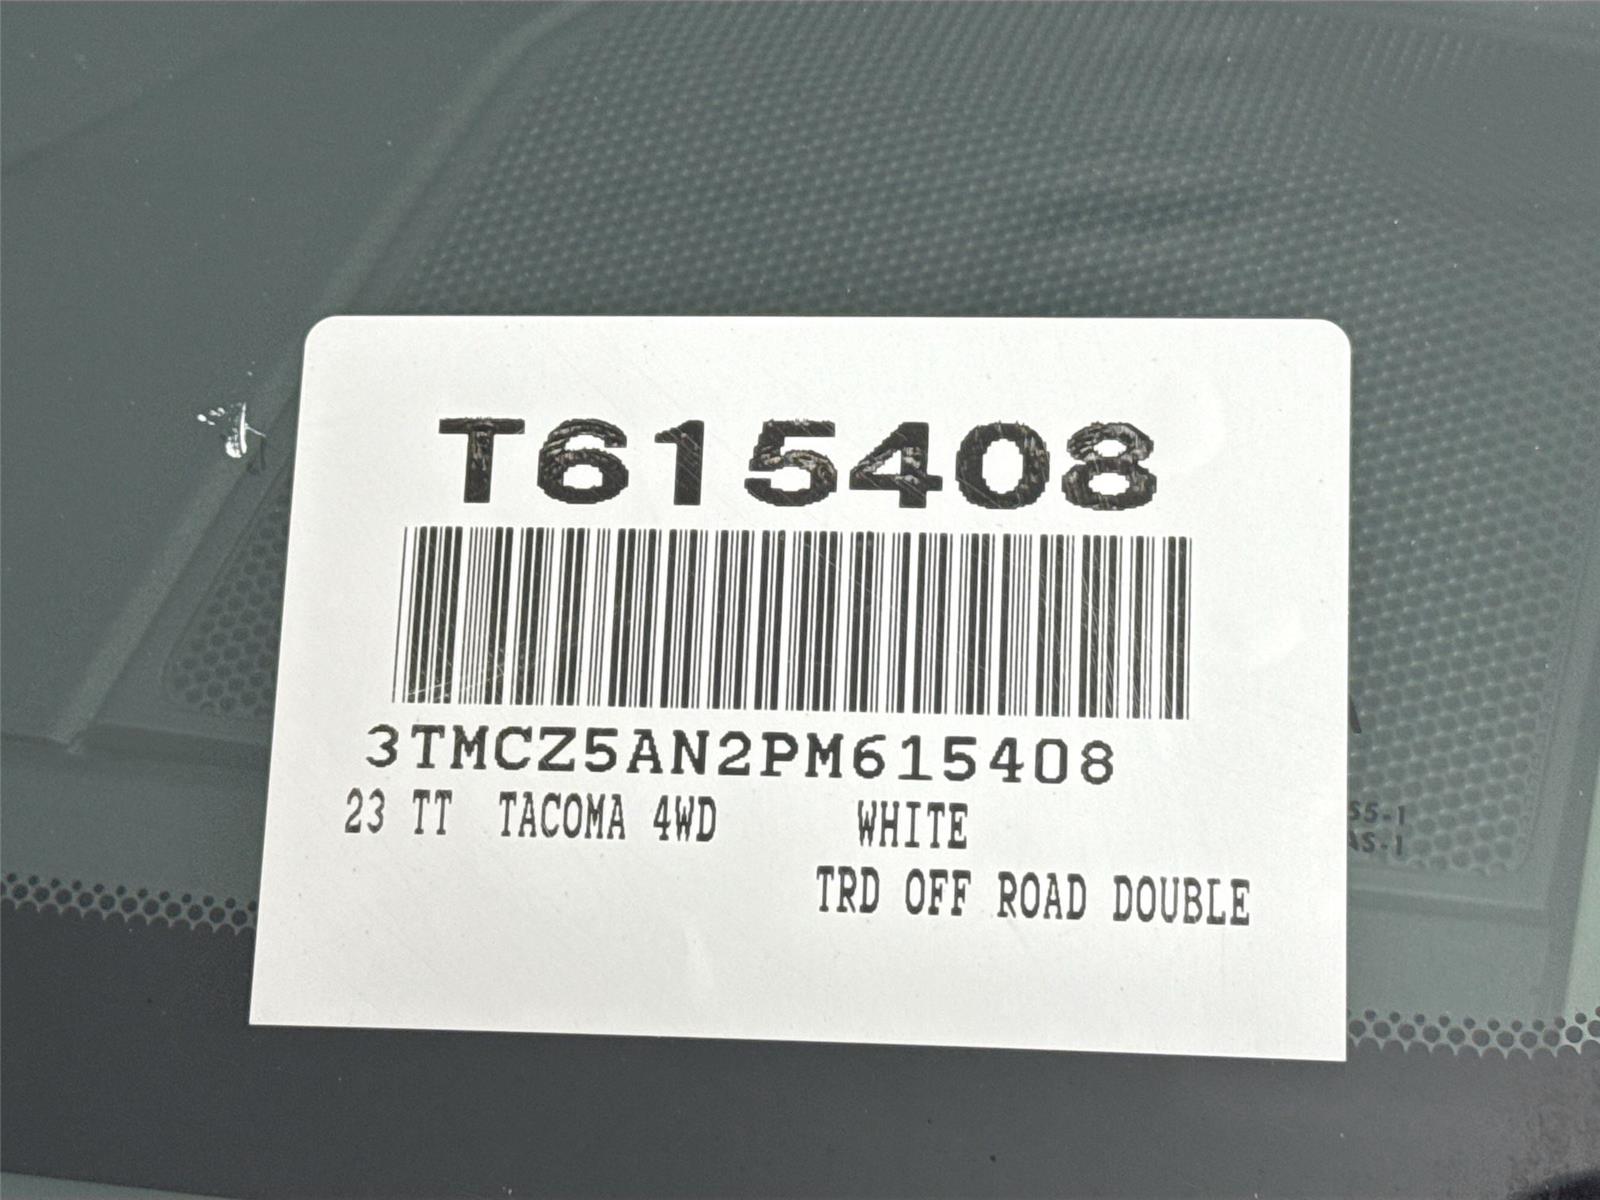 T615408
3TMCZ5AN2PM615408
23 TT TACOMA 4WD WHITE
TRD OFF ROAD DOUBLE